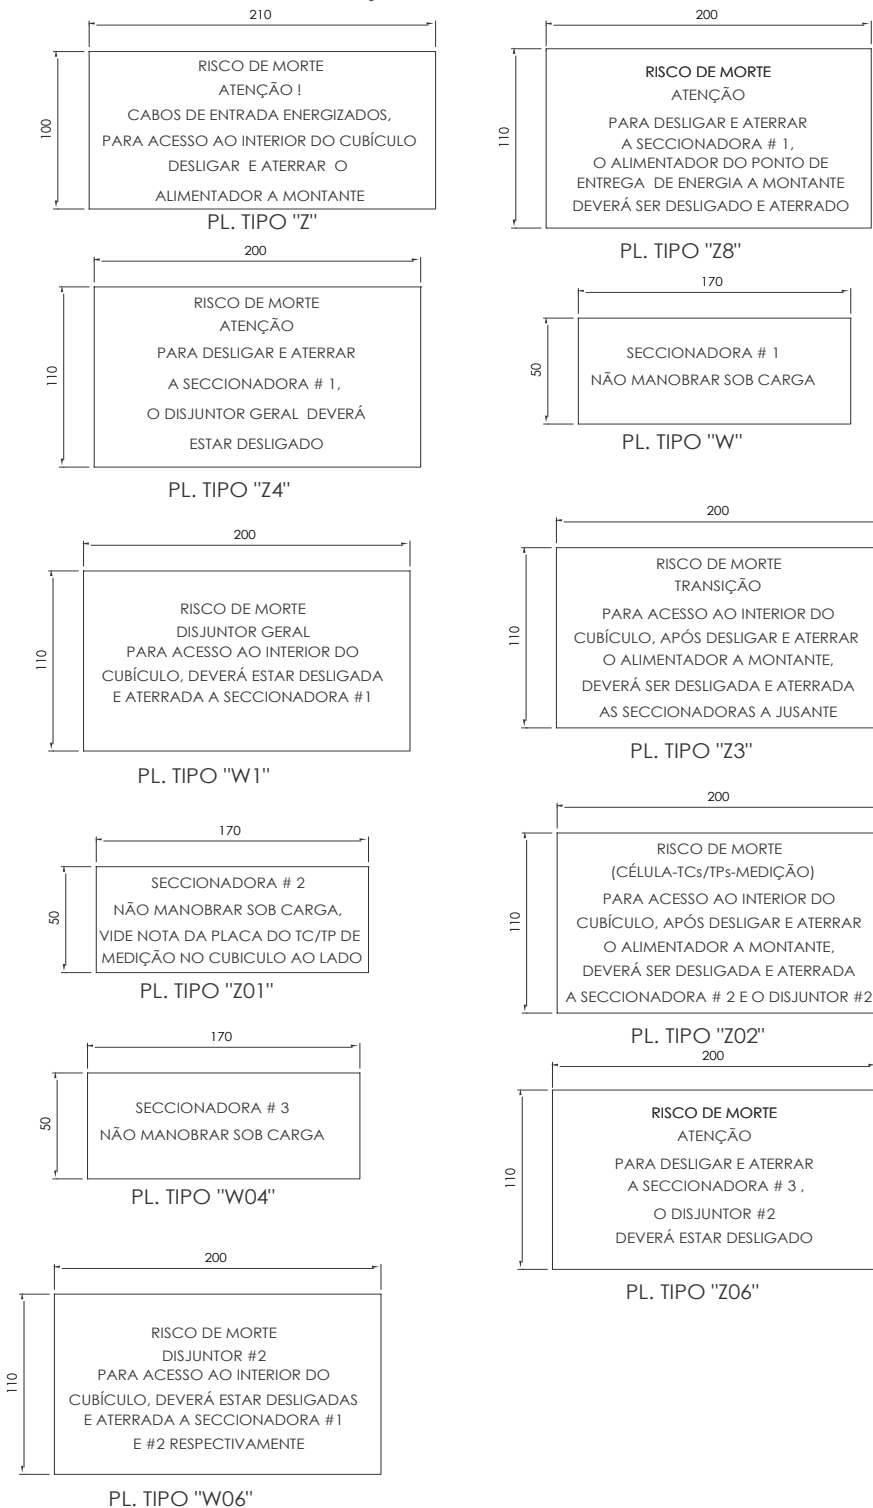 210
100
RISCO DE MORTE
ATENÇÃO !
CABOS DE ENTRADA ENERGIZADOS,
PARA ACESSO AO INTERIOR DO CUBÍCULO
DESLIGAR E ATERRAR O
ALIMENTADOR A MONTANTE
PL. TIPO "Z"
200
110
RISCO DE MORTE
ATENÇÃO
PARA DESLIGAR E ATERRAR
A SECCIONADORA # 1,
O ALIMENTADOR DO PONTO DE
ENTREGA DE ENERGIA A MONTANTE
DEVERÁ SER DESLIGADO E ATERRADO
PL. TIPO "Z8"
200
110
RISCO DE MORTE
ATENÇÃO
PARA DESLIGAR E ATERRAR
A SECCIONADORA # 1,
O DISJUNTOR GERAL DEVERÁ
ESTAR DESLIGADO
PL. TIPO "Z4"
170
50
SECCIONADORA # 1
NÃO MANOBRAR SOB CARGA
PL. TIPO "W"
200
110
RISCO DE MORTE
DISJUNTOR GERAL
PARA ACESSO AO INTERIOR DO
CUBÍCULO, DEVERÁ ESTAR DESLIGADA
E ATERRADA A SECCIONADORA #1
PL. TIPO "W1"
200
110
RISCO DE MORTE
TRANSIÇÃO
PARA ACESSO AO INTERIOR DO
CUBÍCULO, APÓS DESLIGAR E ATERRAR
O ALIMENTADOR A MONTANTE,
DEVERÁ SER DESLIGADA E ATERRADA
AS SECCIONADORAS A JUSANTE
PL. TIPO "Z3"
170
50
SECCIONADORA # 2
NÃO MANOBRAR SOB CARGA,
VIDE NOTA DA PLACA DO TC/TP DE
MEDIÇÃO NO CUBICULO AO LADO
PL. TIPO "Z01"
200
110
RISCO DE MORTE
(CÉLULA-TCs/TPs-MEDIÇÃO)
PARA ACESSO AO INTERIOR DO
CUBÍCULO, APÓS DESLIGAR E ATERRAR
O ALIMENTADOR A MONTANTE,
DEVERÁ SER DESLIGADA E ATERRADA
A SECCIONADORA # 2 E O DISJUNTOR #2
PL. TIPO "Z02"
170
50
SECCIONADORA # 3
NÃO MANOBRAR SOB CARGA
PL. TIPO "W04"
200
110
RISCO DE MORTE
ATENÇÃO
PARA DESLIGAR E ATERRAR
A SECCIONADORA # 3 ,
O DISJUNTOR #2
DEVERÁ ESTAR DESLIGADO
PL. TIPO "Z06"
200
110
RISCO DE MORTE
DISJUNTOR #2
PARA ACESSO AO INTERIOR DO
CUBÍCULO, DEVERÁ ESTAR DESLIGADAS
E ATERRADA A SECCIONADORA #1
E #2 RESPECTIVAMENTE
PL. TIPO "W06"